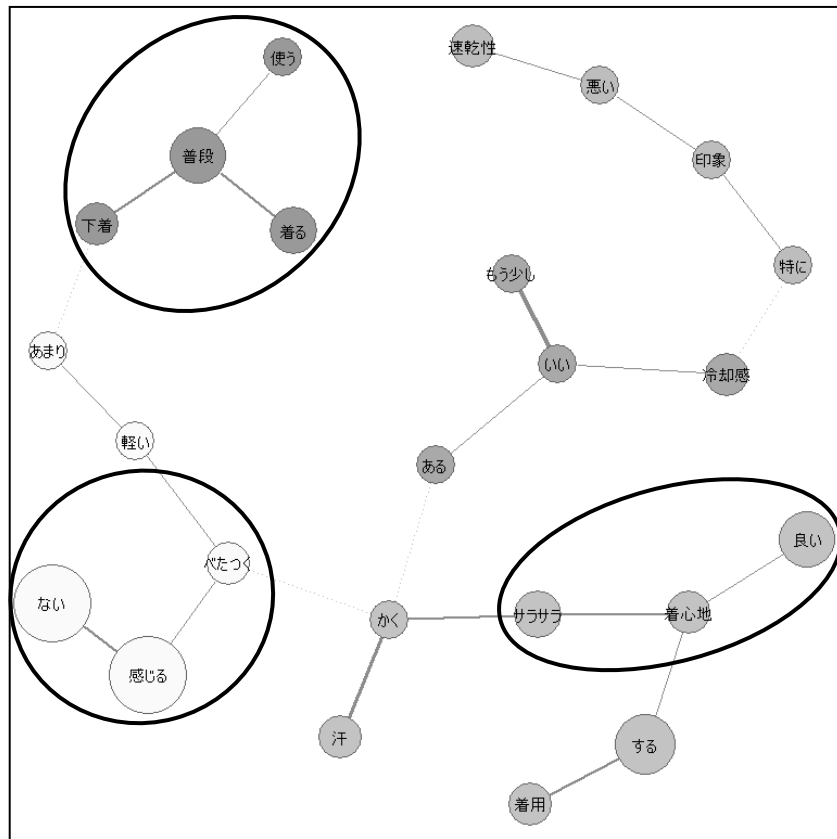 速乾性
使う
悪い
普段
印象
下着
着る
特に
もう少し
あまり
いい
冷却感
軽い
ある
良い
べたつく
ない
かく
サラサラ
着心地
感じる
汗
する
着用